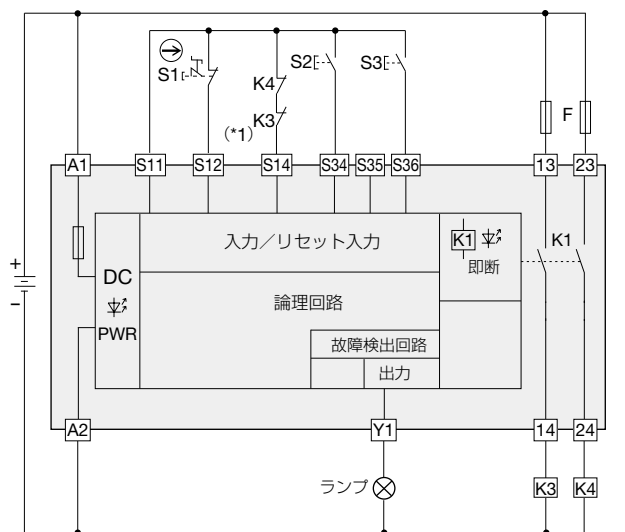 S1
K4
K3
(*1)
S2
S3
F
A1
S11
S12
S14
S34
S35
S36
13
23
+
−
DC
PWR
入力／リセット入力
論理回路
故障検出回路
出力
K1
即断
K1
A2
Y1
14
24
ランプ
K3
K4